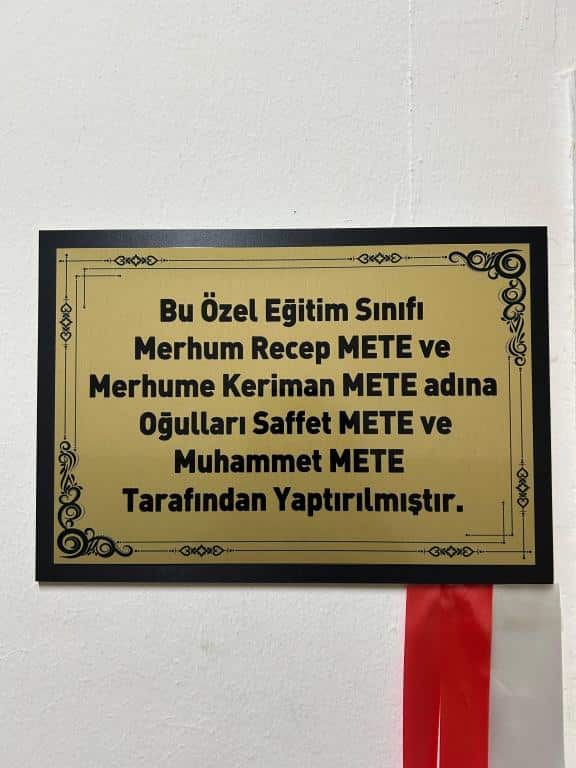 Bu Özel Eğitim Sınıfı
Merhum Recep METE ve
Merhume Keriman METE adına
Oğulları Saffet METE ve
Muhammet METE
Tarafından Yaptırılmıştır.